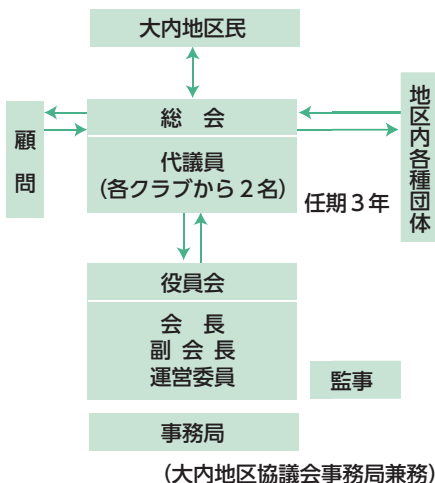 大内地区民
総　会
代議員
（各クラブから２名）
任期３年
顧問
地区内各種団体
役員会
会　長
副 会 長
運営委員
監事
事務局
（大内地区協議会事務局兼務）